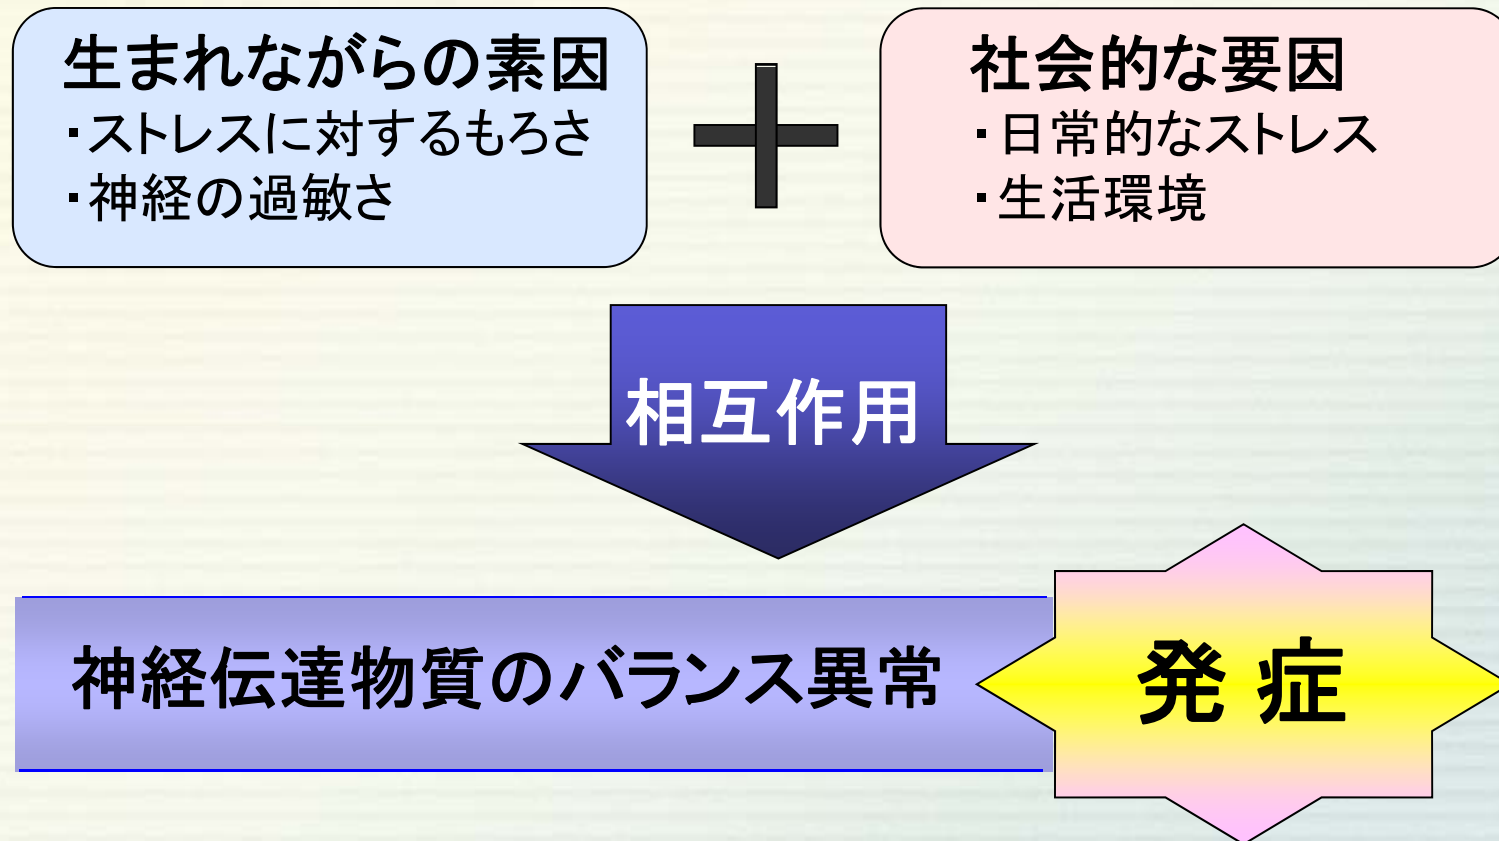 生まれながらの素因
・ストレスに対するもろさ
・神経の過敏さ
社会的な要因
・日常的なストレス
・生活環境
相互作用
神経伝達物質のバランス異常
発 症